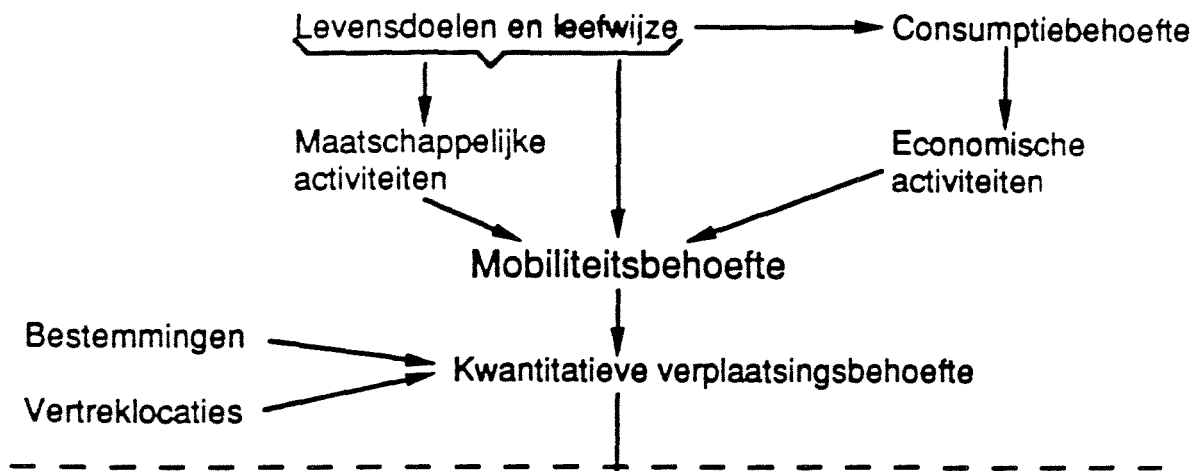 Levensdoelen en leefwijze
Consumptiebehoefte
Maatschappelijke
activiteiten
Economische
activiteiten
Mobiliteitsbehoefte
Bestemmingen
Kwantitatieve verplaatsingsbehoefte
Vertreklocaties